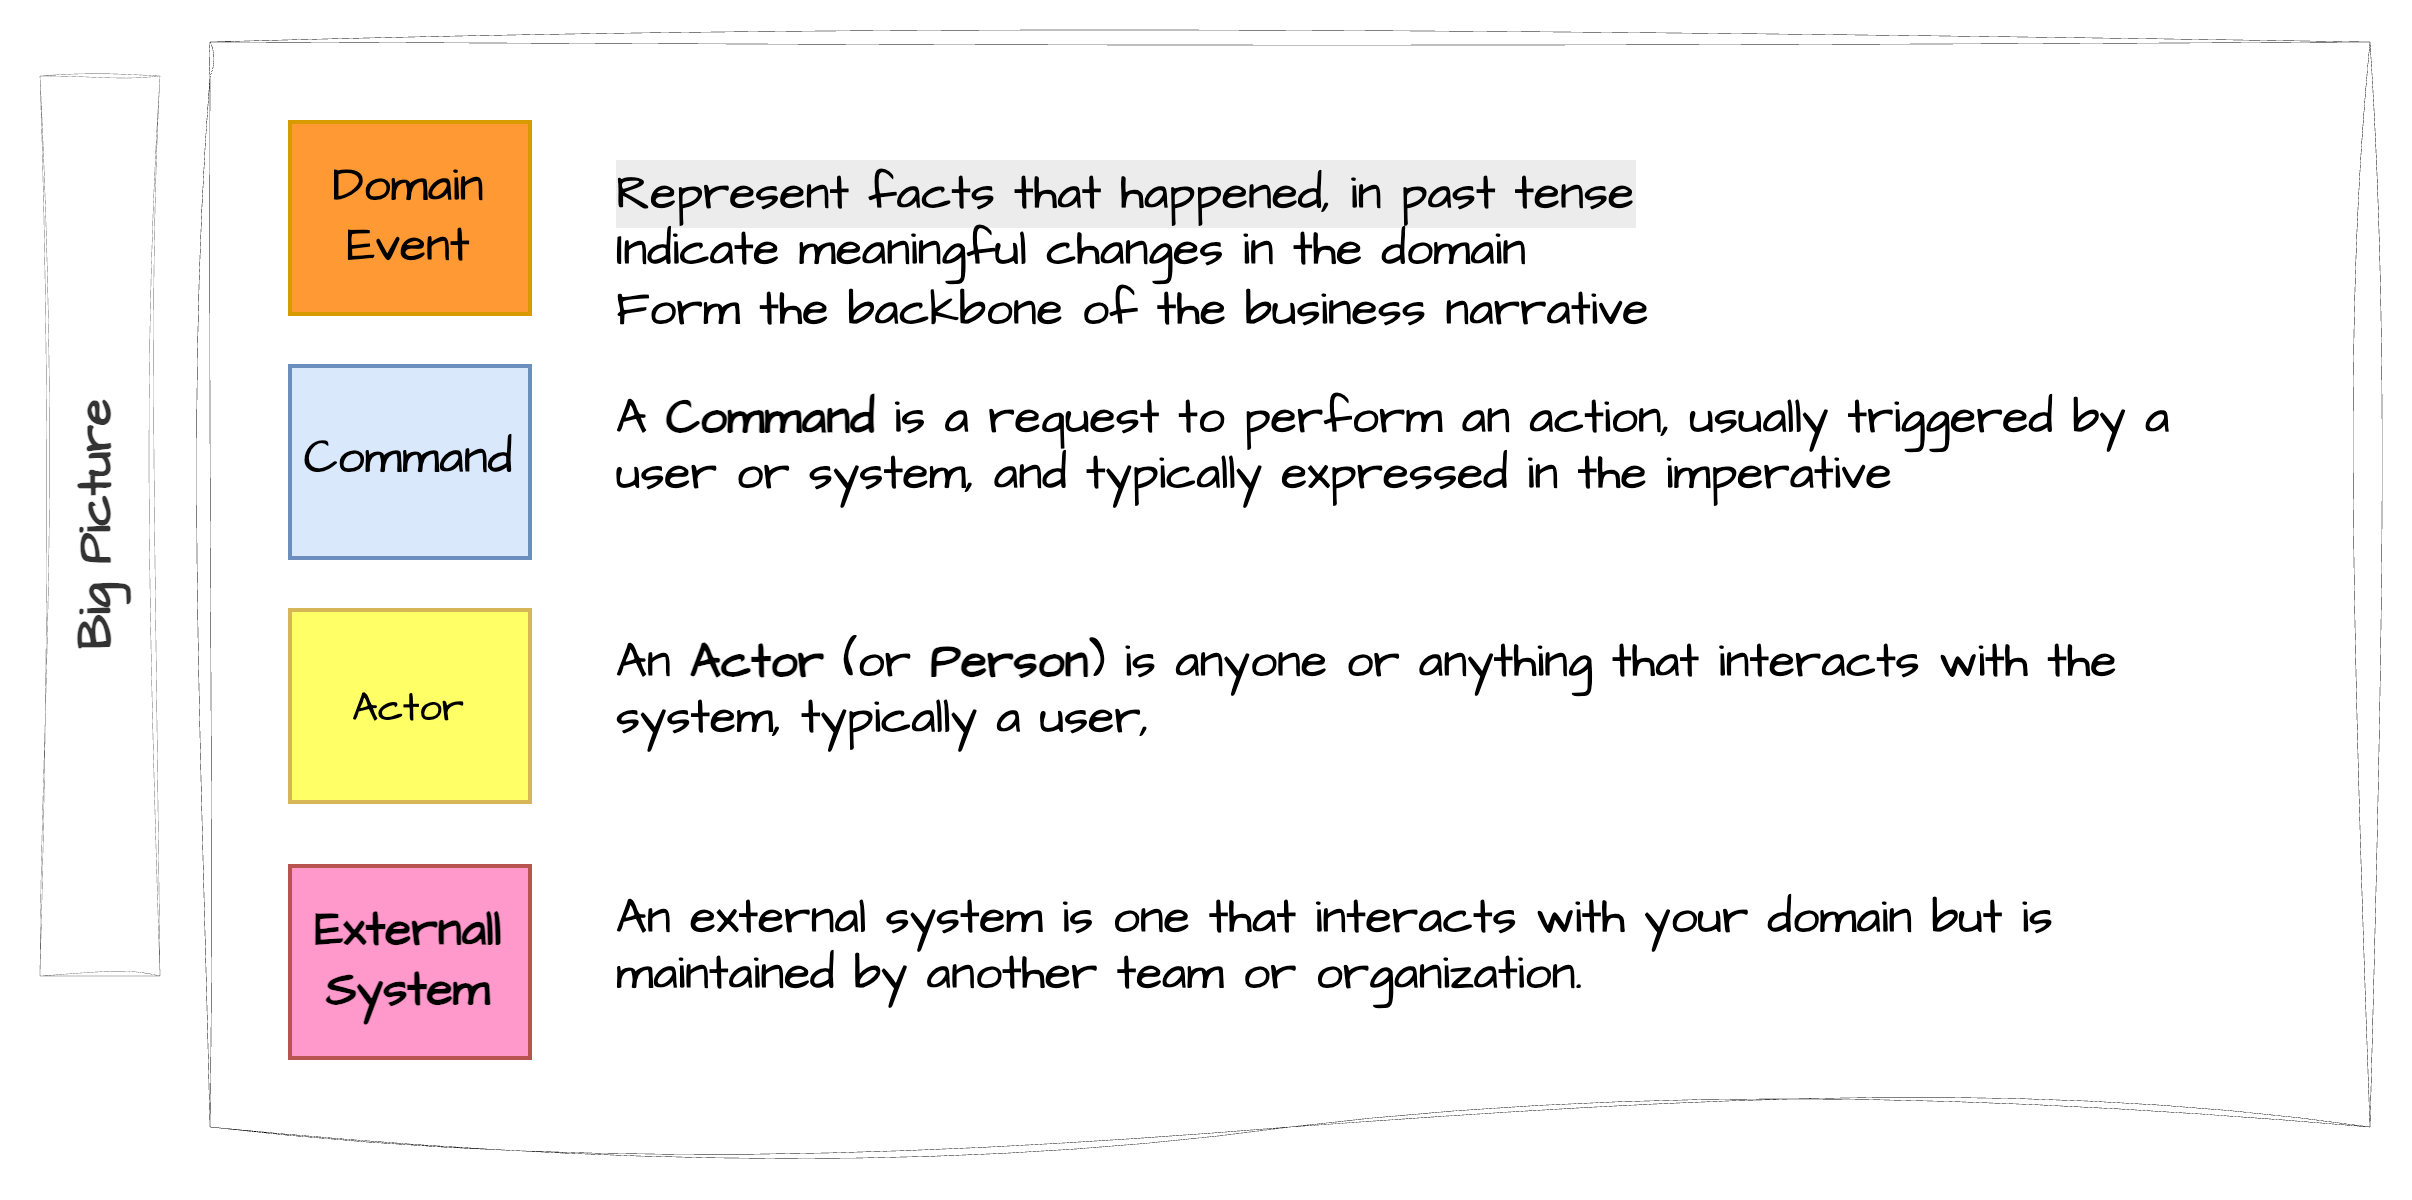 Big Picture
Domain
Event
Represent facts that happened, in past tense
Indicate meaningful changes in the domain
Form the backbone of the business narrative
Command
A Command is a request to perform an action, usually triggered by a
user or system, and typically expressed in the imperative
Actor
An Actor (or Person) is anyone or anything that interacts with the
system, typically a user,
Externall
System
An external system is one that interacts with your domain but is
maintained by another team or organization.